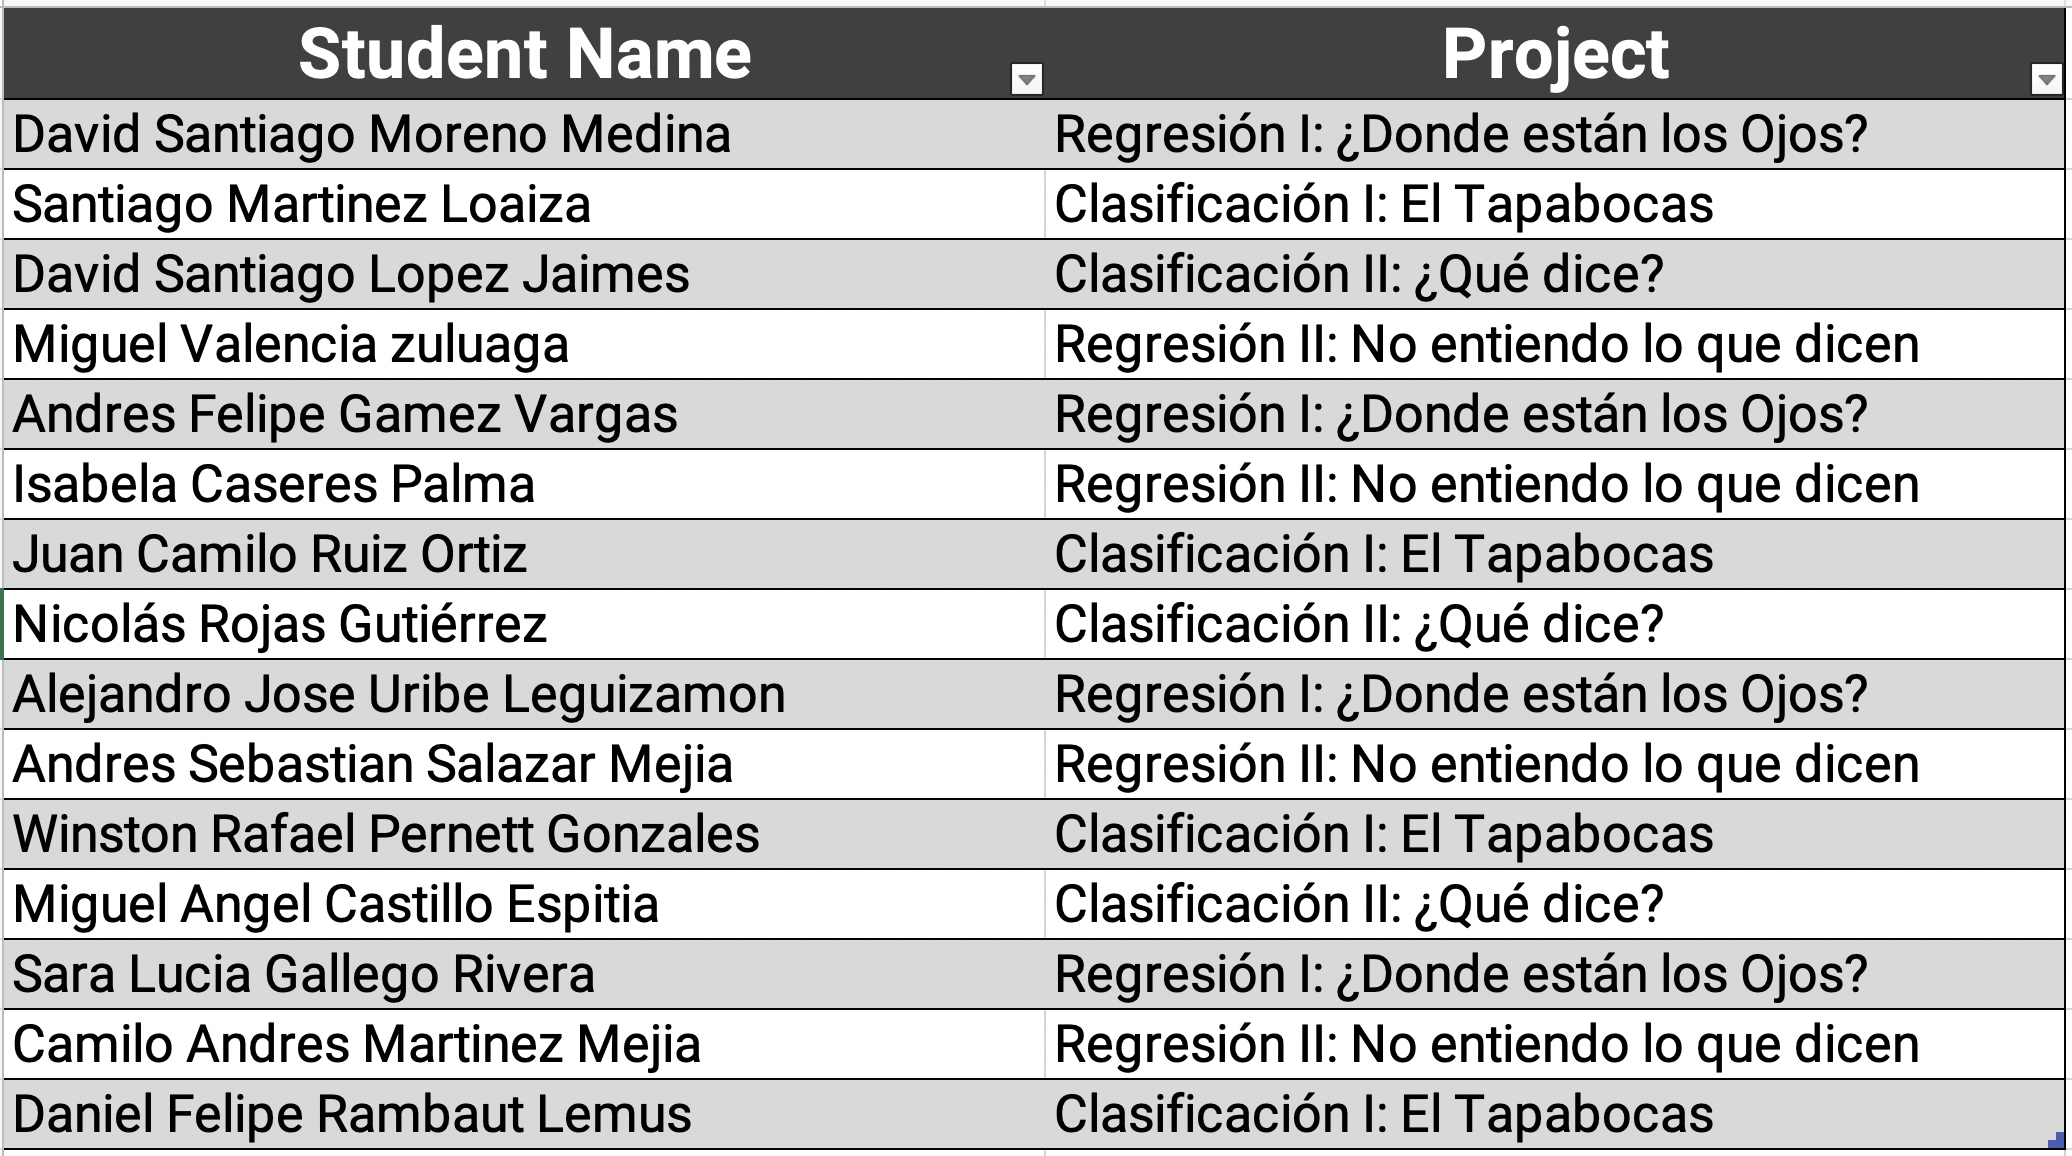 Student Name Project
David Santiago Moreno Medina Regresión I: ¿Donde están los Ojos?
Santiago Martinez Loaiza Clasificación I: El Tapabocas
David Santiago Lopez Jaimes Clasificación II: ¿Qué dice?
Miguel Valencia zuluaga Regresión II: No entiendo lo que dicen
Andres Felipe Gamez Vargas Regresión I: ¿Donde están los Ojos?
Isabela Caseres Palma Regresión II: No entiendo lo que dicen
Juan Camilo Ruiz Ortiz Clasificación I: El Tapabocas
Nicolás Rojas Gutiérrez Clasificación II: ¿Qué dice?
Alejandro Jose Uribe Leguizamon Regresión I: ¿Donde están los Ojos?
Andres Sebastian Salazar Mejia Regresión II: No entiendo lo que dicen
Winston Rafael Pernett Gonzales Clasificación I: El Tapabocas
Miguel Angel Castillo Espitia Clasificación II: ¿Qué dice?
Sara Lucia Gallego Rivera Regresión I: ¿Donde están los Ojos?
Camilo Andres Martinez Mejia Regresión II: No entiendo lo que dicen
Daniel Felipe Rambaut Lemus Clasificación I: El Tapabocas